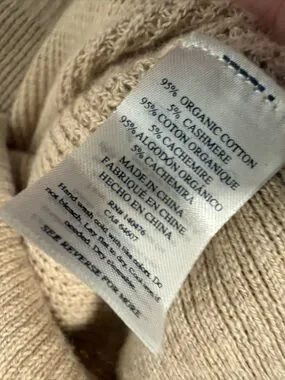 95% ORGANIC COTTON
5% CASHMERE
95% COTON ORGANIQUE
5% CACHEMIRE
95% ALGODÓN ORGÁNICO
5% CACHEMIRA
MADE IN CHINA
FABRIQUÉ EN CHINE
HECHO EN CHINA
RN# 140476
CA# 64607
Hand wash cold with like colors. Do
not bleach. Lay flat to dry. Cool iron if
needed. Dry cleanable.
SEE REVERSE FOR MORE